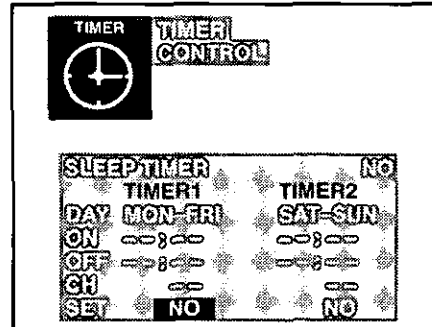 TIMER
TIMER
CONTROL
SLEEP TIMER NO
TIMER1 TIMER2
DAY MON-FRI SAT-SUN
ON --:-- --:--
OFF --:-- --:--
CH -- --
SET NO NO